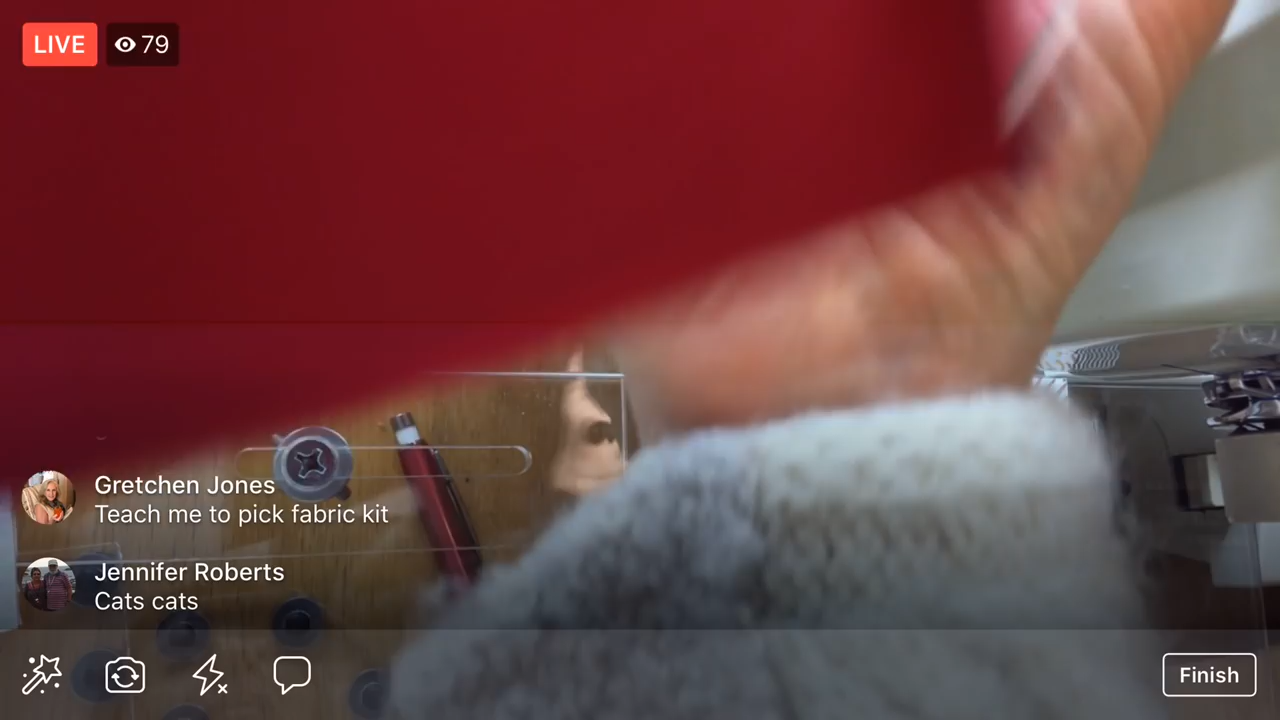 LIVE
79
Gretchen Jones
Teach me to pick fabric kit
Jennifer Roberts
Cats cats
Finish